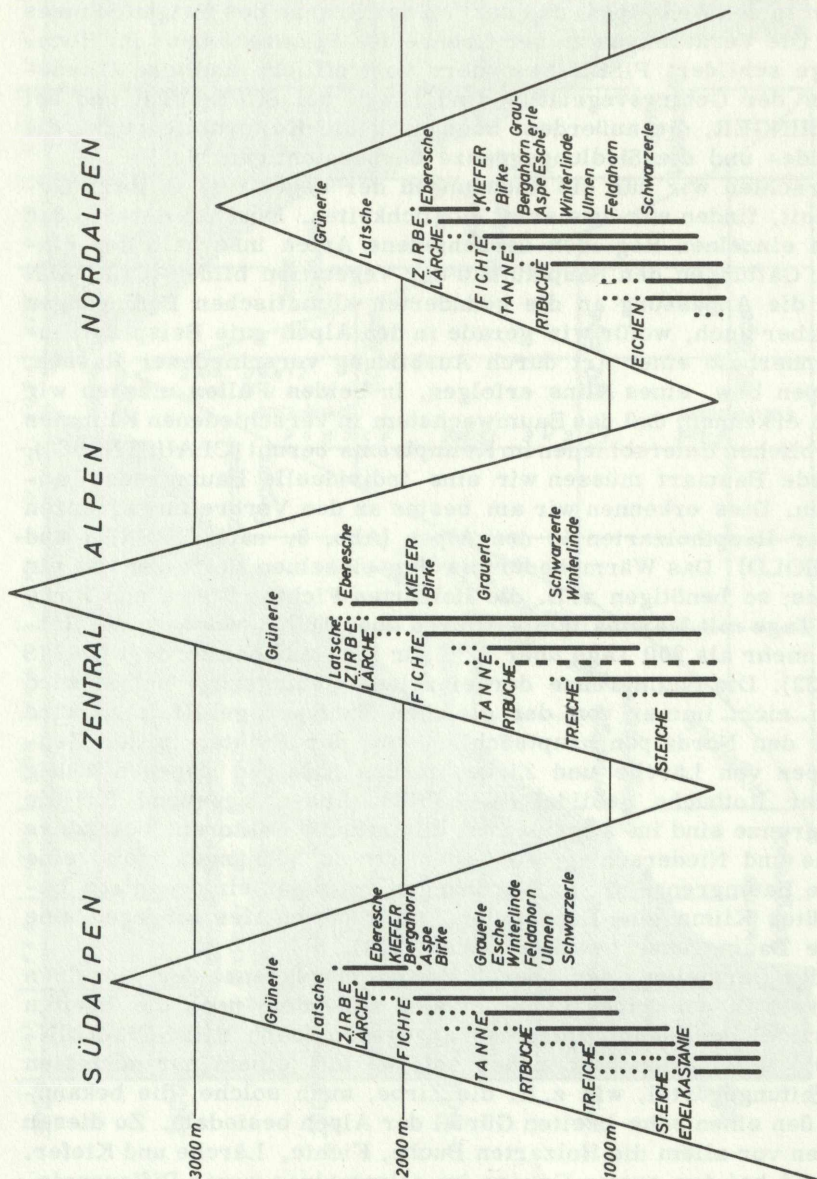 SÜDALPEN
ZENTRAL ALPEN
NORDALPEN
3000m
2000 m
1000m
Grünerle
Latsche
ZIRBE
LÄRCHE
FICHTE
TANNE
RTBUCHE
TR.EICHE
ST.EICHE
EDELKASTANIE
Eberesche
KIEFER
Bergahorn
Aspe
Birke
Grauerle
Esche
Winterlinde
Feldahorn
Ulmen
Schwarzerle
Grünerle
Latsche
ZIRBE
LÄRCHE
FICHTE
TANNE
RTBUCHE
TR.EICHE
ST.EICHE
Eberesche
KIEFER
Birke
Grauerle
Schwarzerle
Winterlinde
Grünerle
Latsche
ZIRBE
LÄRCHE
FICHTE
TANNE
RTBUCHE
EICHEN
Eberesche
KIEFER
Birke
Bergahorn Grauerle
Aspe Esche
Winterlinde
Ulmen
Feldahorn
Schwarzerle